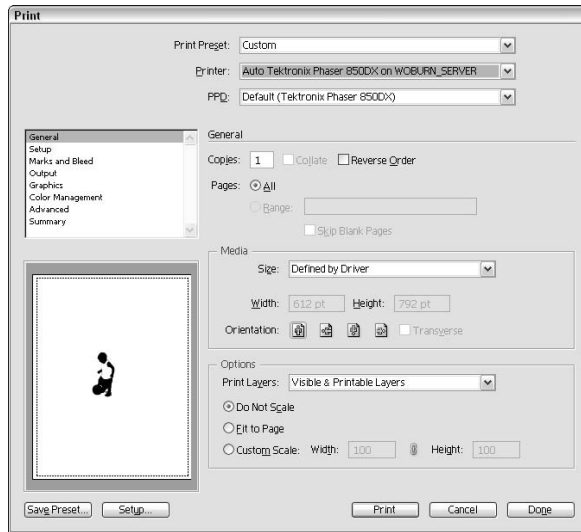 Print
Print Preset: Custom
Printer: Auto Tektronix Phaser 850DX on WOBURN_SERVER
PPD: Default (Tektronix Phaser 850DX)
General
Setup
Marks and Bleed
Output
Graphics
Color Management
Advanced
Summary
General
Copies: 1 Collate Reverse Order
Pages: All
Range:
Skip Blank Pages
Media
Size: Defined by Driver
Width: 612 pt Height: 792 pt
Orientation: Transverse
Options
Print Layers: Visible & Printable Layers
Do Not Scale
Fit to Page
Custom Scale: Width: 100 Height: 100
Save Preset... Setup... Print Cancel Done